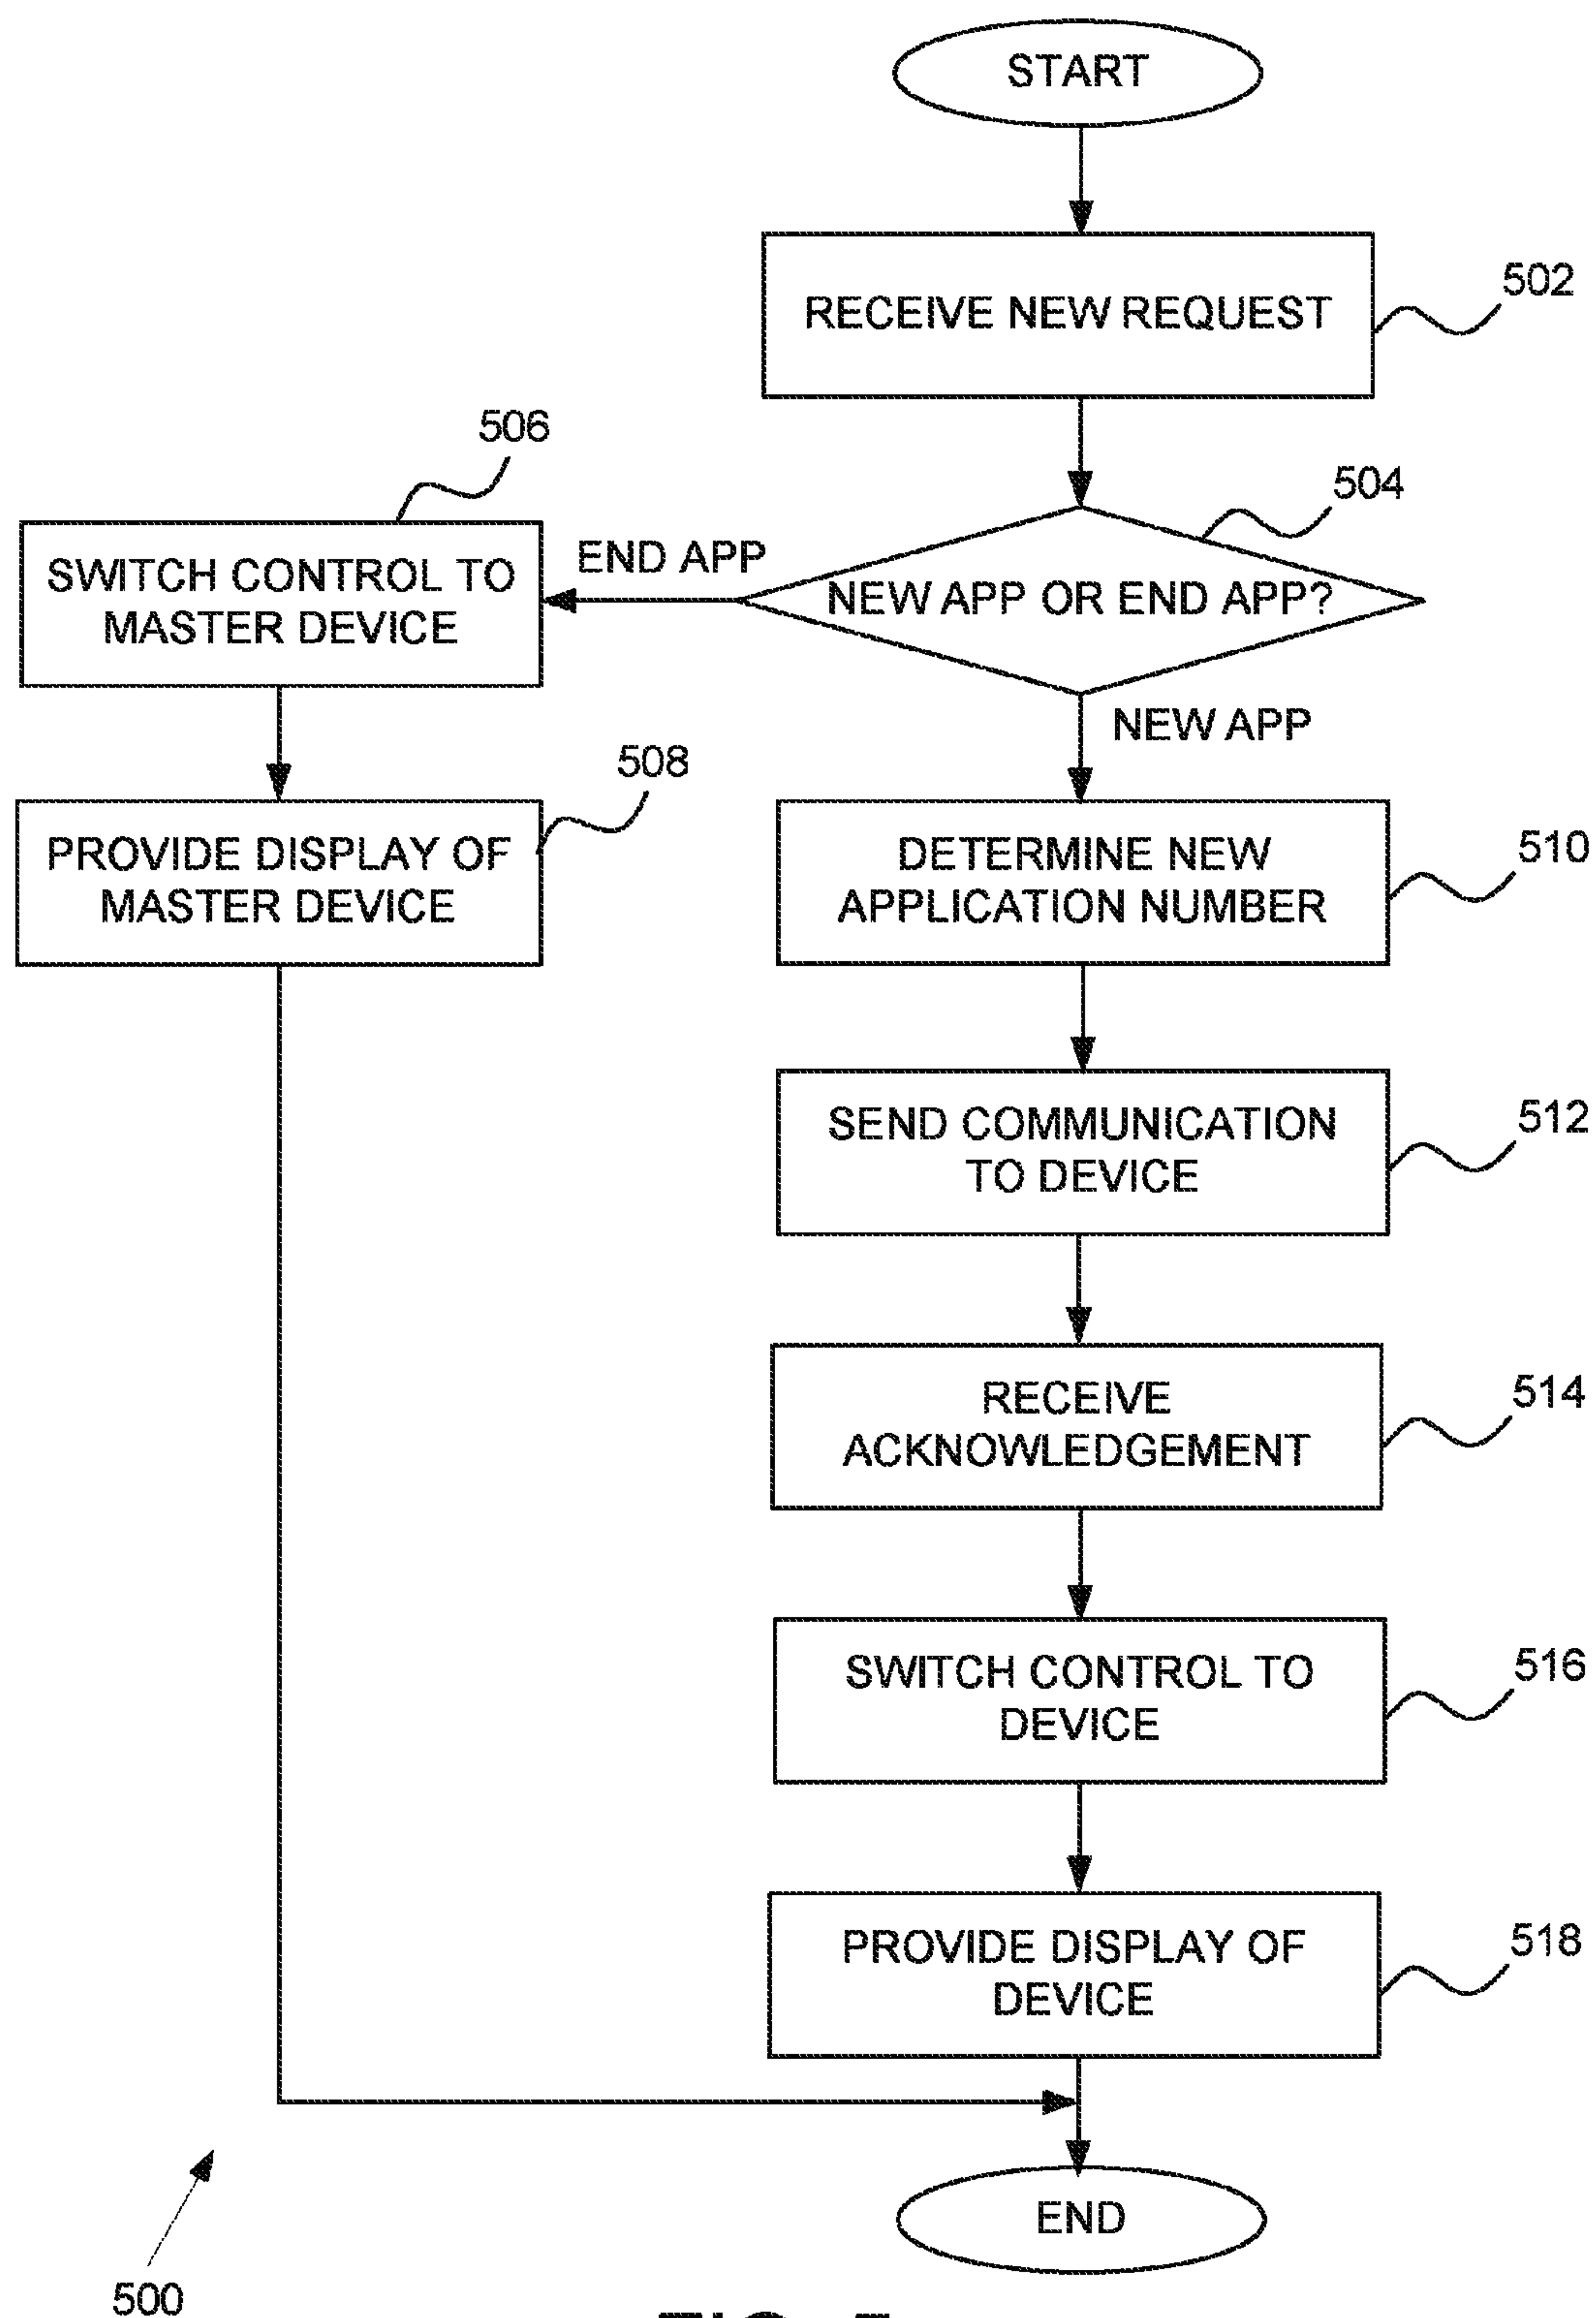 START
RECEIVE NEW REQUEST
502
504
NEW APP OR END APP?
END APP
506
SWITCH CONTROL TO
MASTER DEVICE
508
PROVIDE DISPLAY OF
MASTER DEVICE
NEW APP
DETERMINE NEW
APPLICATION NUMBER
510
SEND COMMUNICATION
TO DEVICE
512
RECEIVE
ACKNOWLEDGEMENT
514
SWITCH CONTROL TO
DEVICE
516
PROVIDE DISPLAY OF
DEVICE
518
END
500